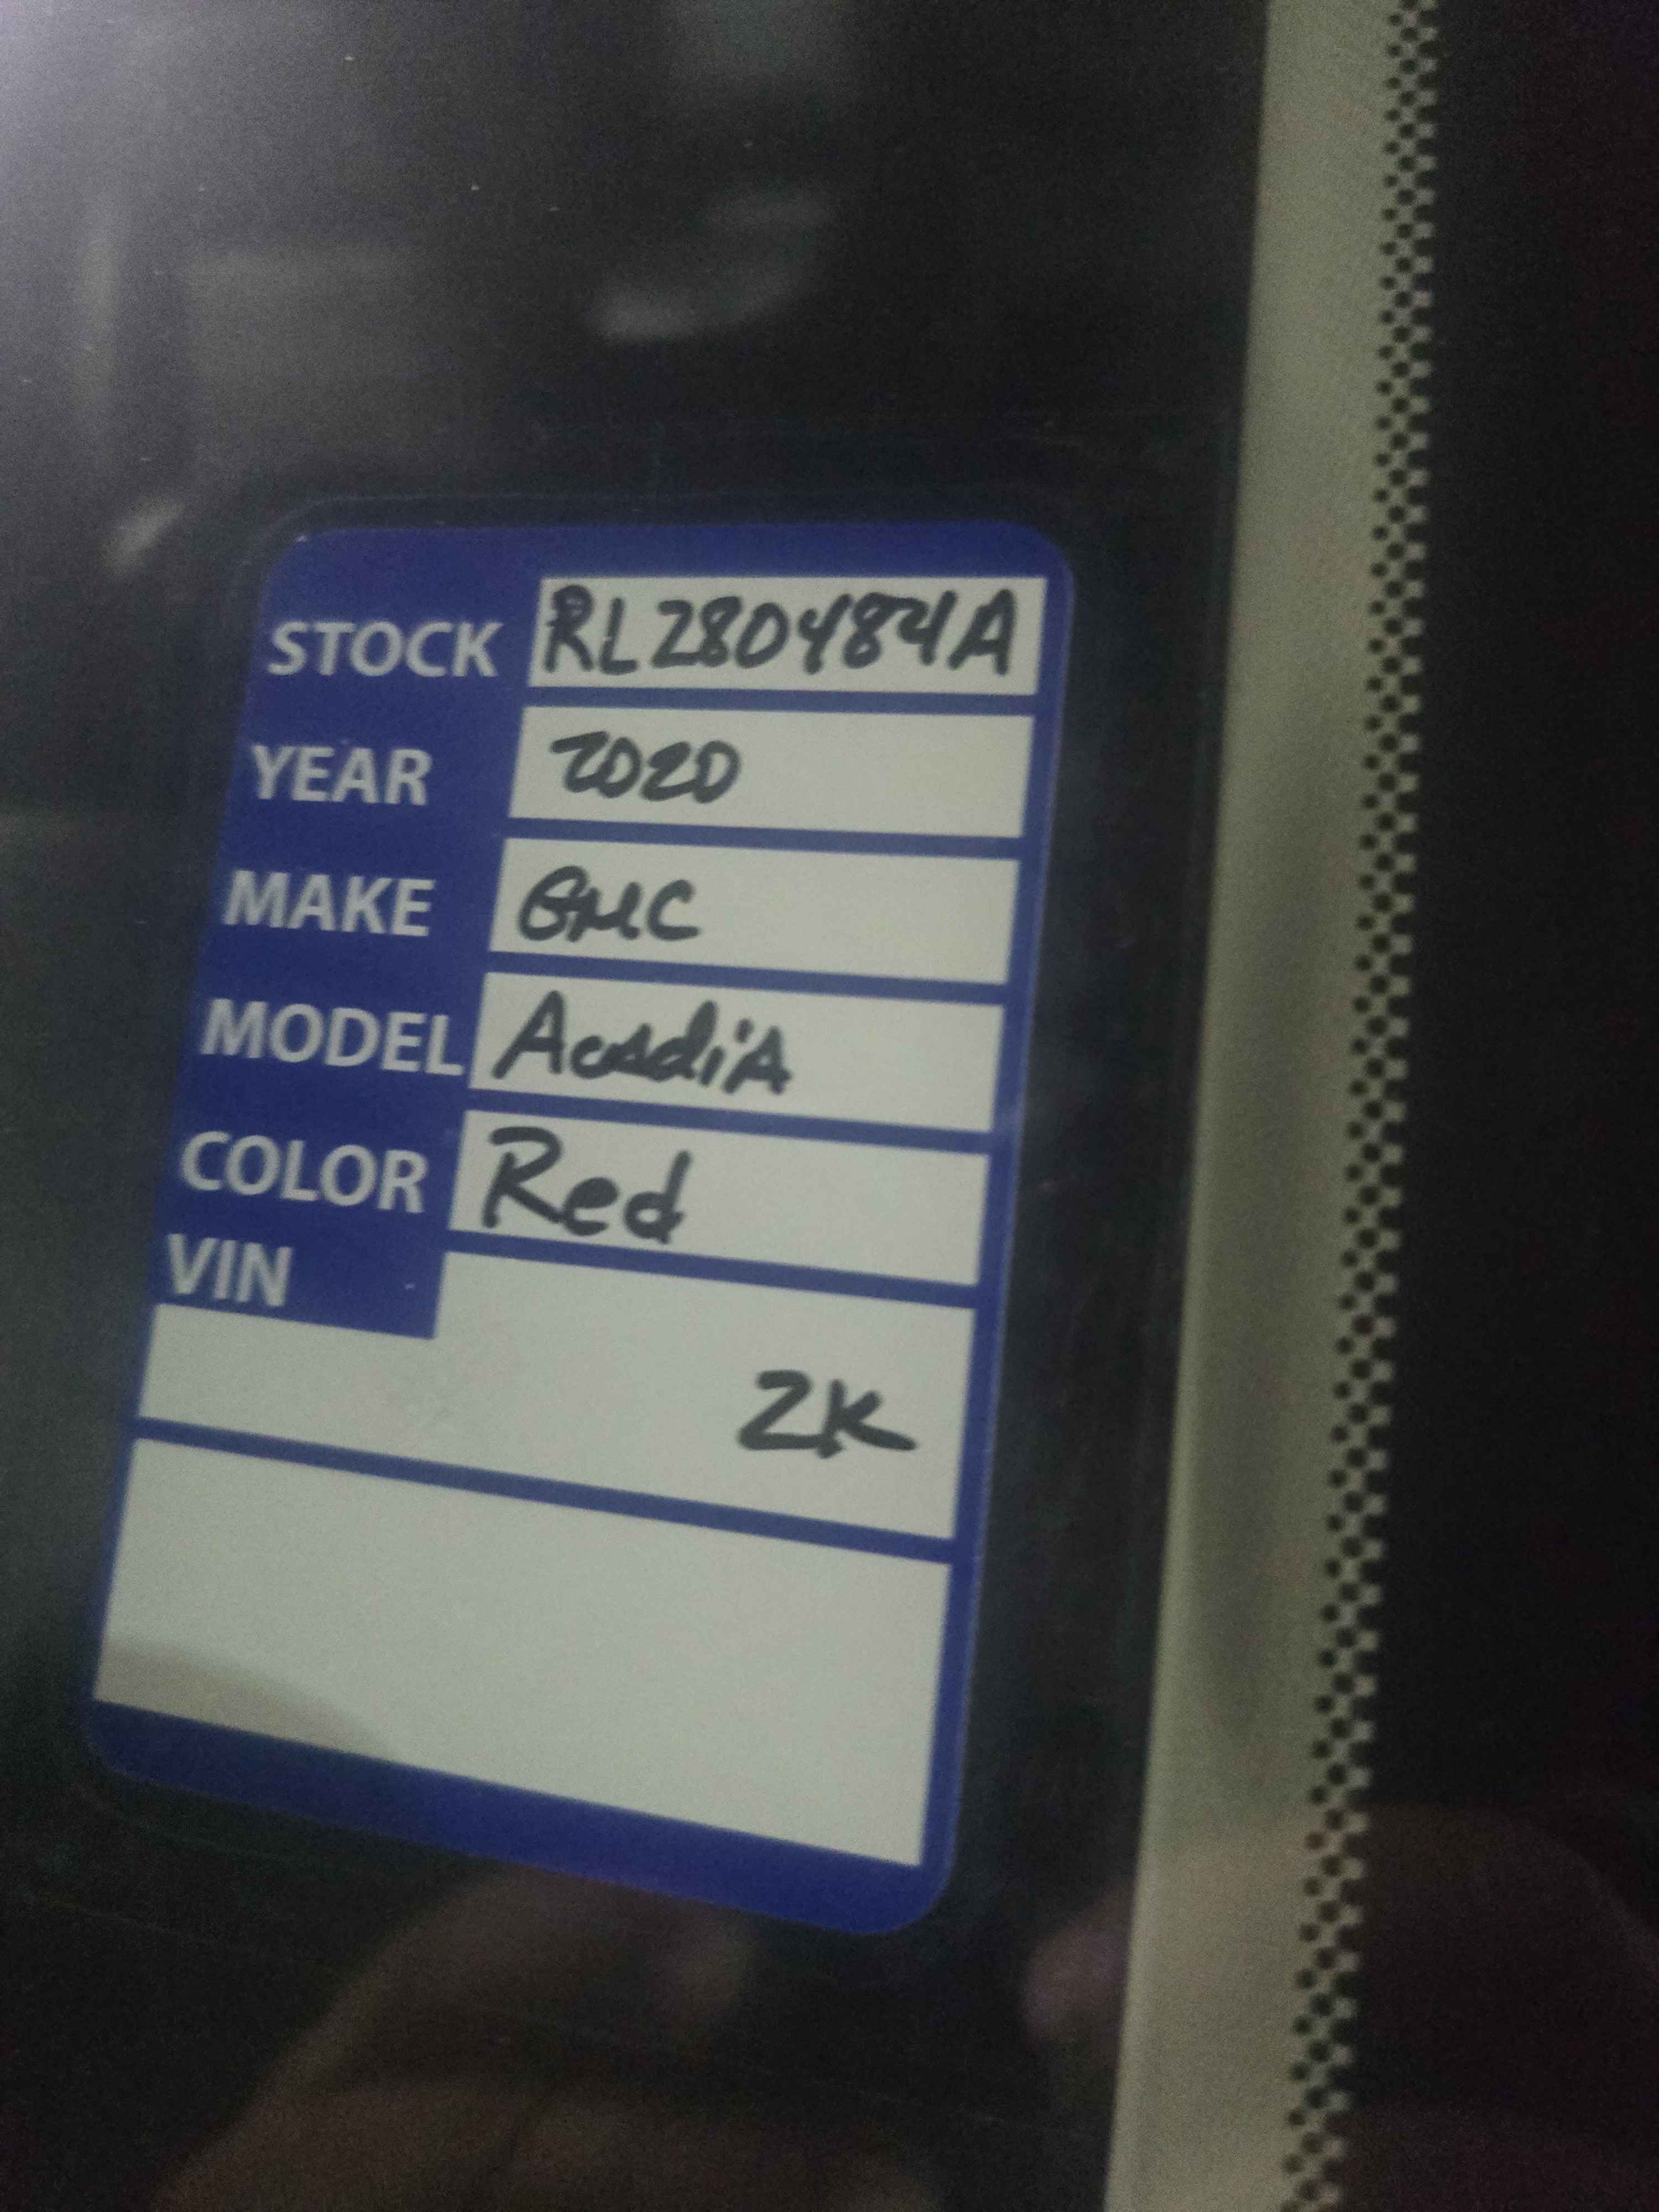 STOCK RL280484A
YEAR 2020
MAKE GMC
MODEL AcadiA
COLOR Red
VIN
2K